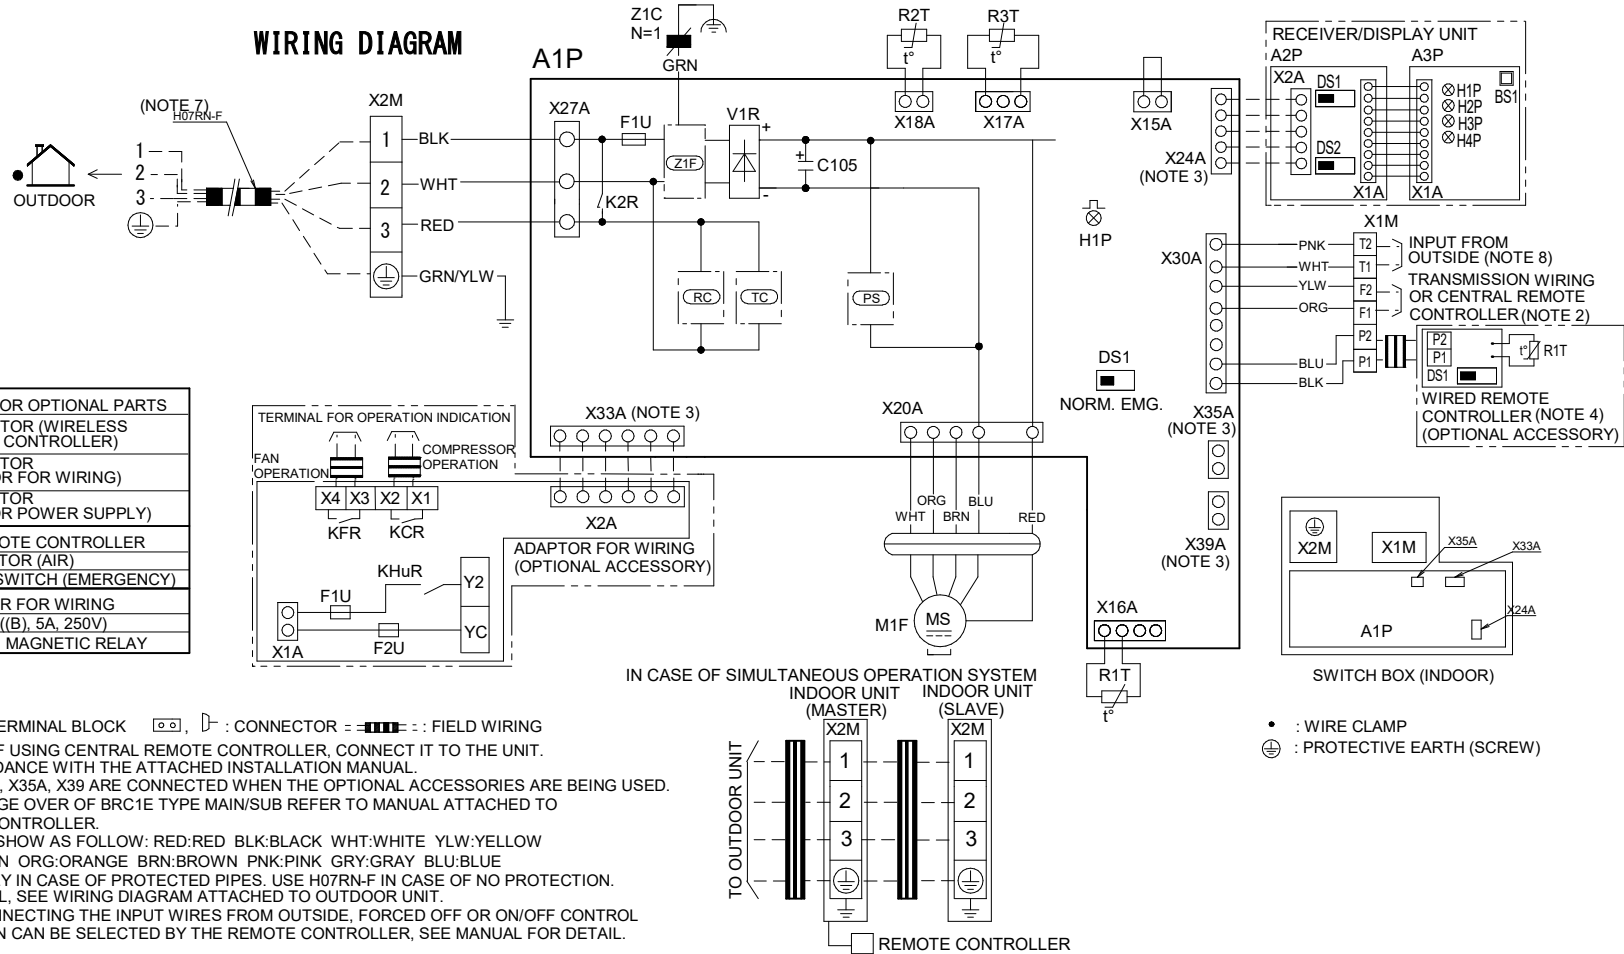 WIRING DIAGRAM
Z1C
N=1
GRN
A1P
R2T
t°
X18A
R3T
t°
X17A
X15A
RECEIVER/DISPLAY UNIT
A2P
A3P
X2A
DS1
DS2
X1A
X1A
H1P
H2P
H3P
H4P
BS1
X24A
(NOTE 3)
(NOTE 7)
H07RN-F
OUTDOOR
1
2
3
X2M
1
2
3
BLK
WHT
RED
GRN/YLW
X27A
F1U
K2R
Z1F
V1R
+
-
+
C105
RC
TC
PS
H1P
X30A
PNK
WHT
YLW
ORG
BLU
BLK
X1M
T2
T1
F2
F1
P2
P1
INPUT FROM
OUTSIDE (NOTE 8)
TRANSMISSION WIRING
OR CENTRAL REMOTE
CONTROLLER (NOTE 2)
P2
P1
DS1
t°
R1T
WIRED REMOTE
CONTROLLER (NOTE 4)
(OPTIONAL ACCESSORY)
DS1
NORM. EMG.
X35A
(NOTE 3)
X39A
(NOTE 3)
X20A
WHT
ORG
BRN
BLU
RED
M1F
MS
X16A
R1T
t°
OR OPTIONAL PARTS
TOR (WIRELESS
CONTROLLER)
TOR
OR FOR WIRING)
TOR
OR POWER SUPPLY)
OTE CONTROLLER
TOR (AIR)
SWITCH (EMERGENCY)
R FOR WIRING
((B), 5A, 250V)
MAGNETIC RELAY
TERMINAL FOR OPERATION INDICATION
FAN
OPERATION
COMPRESSOR
OPERATION
X4
X3
X2
X1
KFR
KCR
X33A (NOTE 3)
X2A
ADAPTOR FOR WIRING
(OPTIONAL ACCESSORY)
KHuR
Y2
YC
F1U
F2U
X1A
X2M
X1M
X35A
X33A
X24A
A1P
SWITCH BOX (INDOOR)
IN CASE OF SIMULTANEOUS OPERATION SYSTEM
INDOOR UNIT
(MASTER)
INDOOR UNIT
(SLAVE)
X2M
X2M
1
2
3
1
2
3
TO OUTDOOR UNIT
REMOTE CONTROLLER
: WIRE CLAMP
: PROTECTIVE EARTH (SCREW)
TERMINAL BLOCK , : CONNECTOR : FIELD WIRING
F USING CENTRAL REMOTE CONTROLLER, CONNECT IT TO THE UNIT.
DANCE WITH THE ATTACHED INSTALLATION MANUAL.
, X35A, X39 ARE CONNECTED WHEN THE OPTIONAL ACCESSORIES ARE BEING USED.
GE OVER OF BRC1E TYPE MAIN/SUB REFER TO MANUAL ATTACHED TO
ONTROLLER.
SHOW AS FOLLOW: RED:RED BLK:BLACK WHT:WHITE YLW:YELLOW
N ORG:ORANGE BRN:BROWN PNK:PINK GRY:GRAY BLU:BLUE
Y IN CASE OF PROTECTED PIPES. USE H07RN-F IN CASE OF NO PROTECTION.
L, SEE WIRING DIAGRAM ATTACHED TO OUTDOOR UNIT.
NNECTING THE INPUT WIRES FROM OUTSIDE, FORCED OFF OR ON/OFF CONTROL
N CAN BE SELECTED BY THE REMOTE CONTROLLER, SEE MANUAL FOR DETAIL.